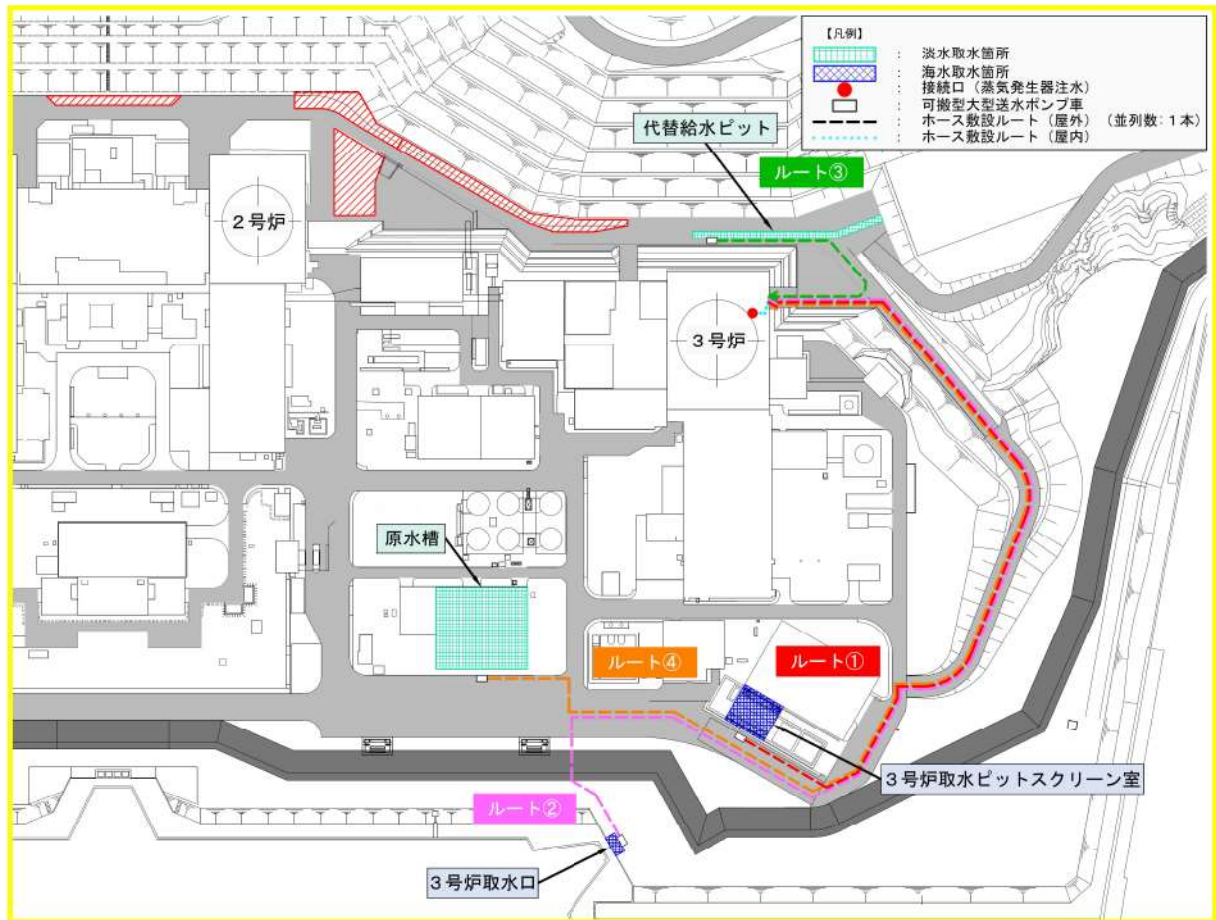 【凡例】
： 淡水取水箇所
： 海水取水箇所
： 接続口（蒸気発生器注水）
： 可搬型大型送水ポンプ車
： ホース敷設ルート（屋外）（並列数：１本）
： ホース敷設ルート（屋内）
代替給水ピット
ルート③
２号炉
３号炉
原水槽
ルート④
ルート①
３号炉取水ピットスクリーン室
ルート②
３号炉取水口